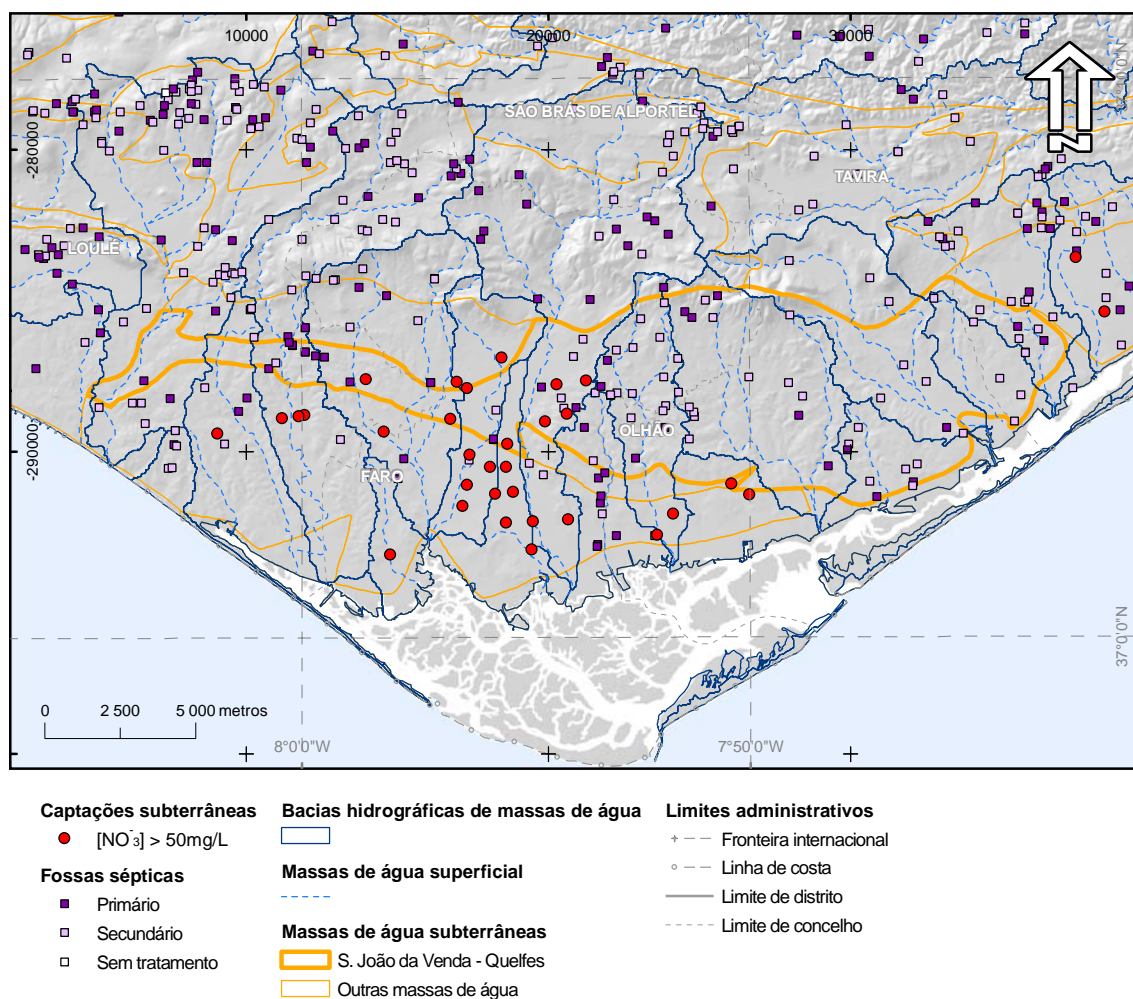 10000
20000
30000
N
SÃO BRÁS DE ALPORTEL
-280000
TAVIRA
LOULÉ
-290000
OLHÃO
FARO
37°0'0"N
0 2 500 5 000 metros
8°0'0"W
7°50'0"W
Captações subterrâneas
[NO₃⁻] > 50mg/L
Fossas sépticas
Primário
Secundário
Sem tratamento
Bacias hidrográficas de massas de água
Massas de água superficial
Massas de água subterrâneas
S. João da Venda - Quelfes
Outras massas de água
Limites administrativos
Fronteira internacional
Linha de costa
Limite de distrito
Limite de concelho